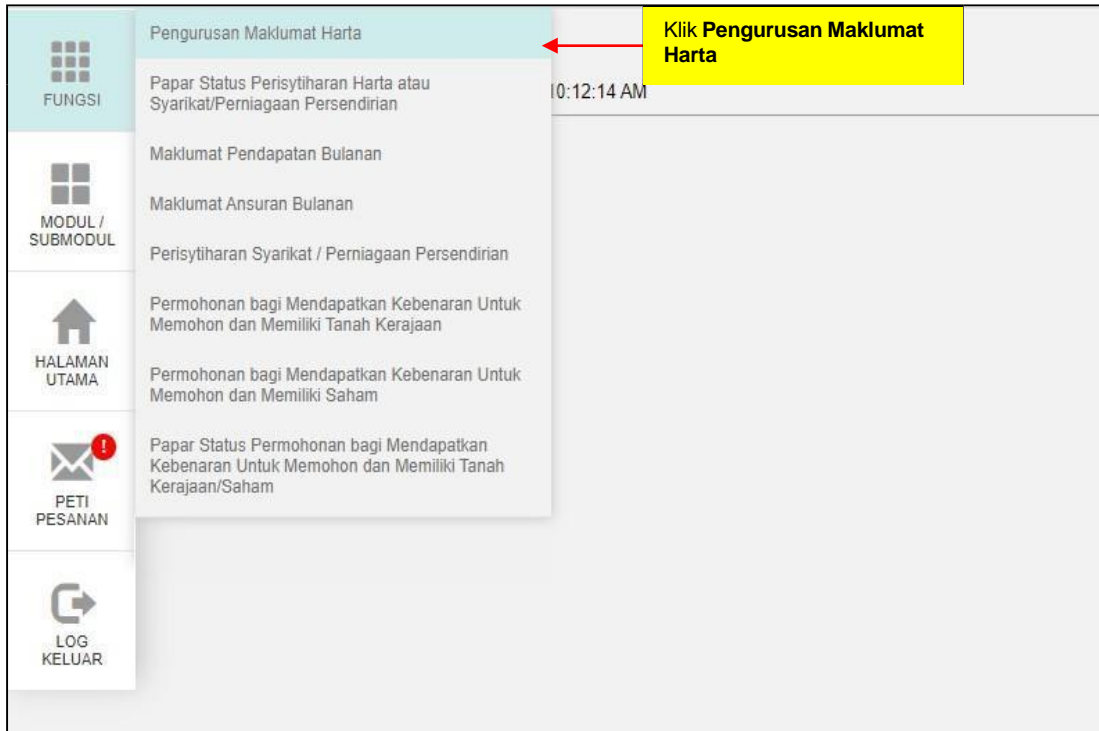 FUNGSI
MODUL /
SUBMODUL
HALAMAN
UTAMA
!
PETI
PESANAN
LOG
KELUAR
Pengurusan Maklumat Harta
Papar Status Perisytiharan Harta atau
Syarikat/Perniagaan Persendirian
Maklumat Pendapatan Bulanan
Maklumat Ansuran Bulanan
Perisytiharan Syarikat / Perniagaan Persendirian
Permohonan bagi Mendapatkan Kebenaran Untuk
Memohon dan Memiliki Tanah Kerajaan
Permohonan bagi Mendapatkan Kebenaran Untuk
Memohon dan Memiliki Saham
Papar Status Permohonan bagi Mendapatkan
Kebenaran Untuk Memohon dan Memiliki Tanah
Kerajaan/Saham
Klik Pengurusan Maklumat
Harta
0:12:14 AM